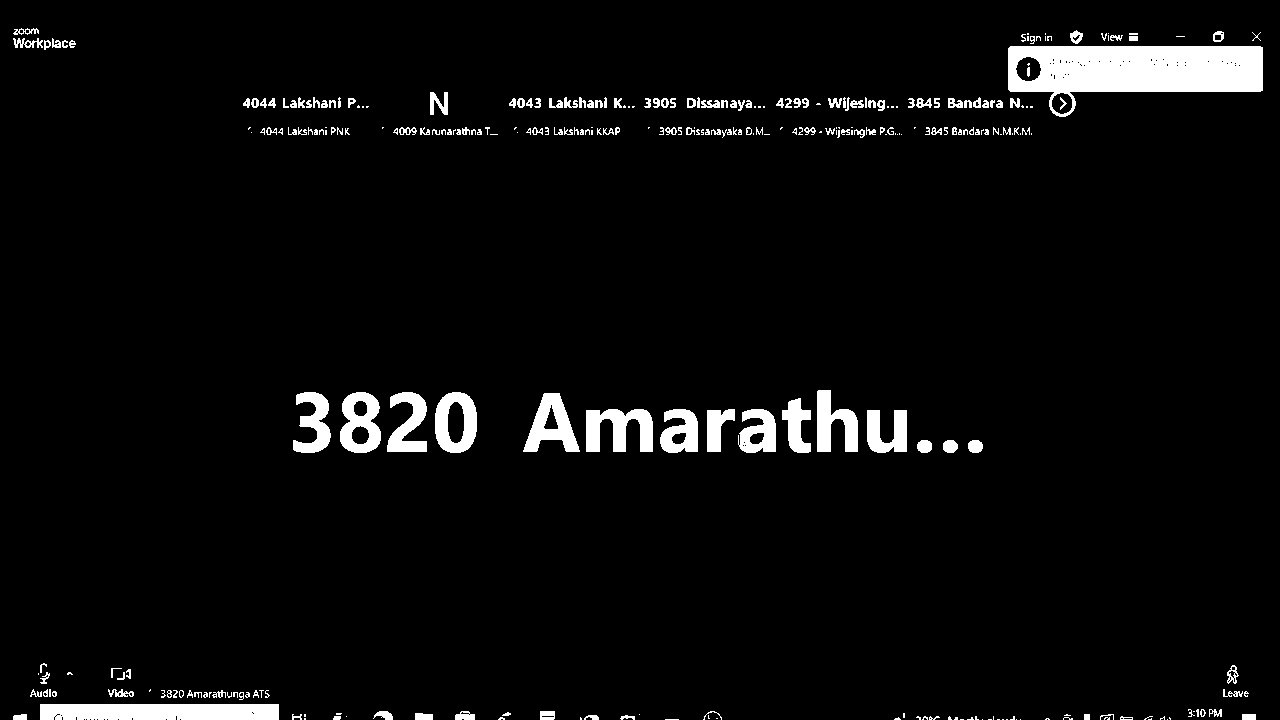 zoom
Workplace
Sign in View
4044 Lakshani P... N 4043 Lakshani K... 3905 Dissanaya... 4299 - Wijesing... 3845 Bandara N...
4044 Lakshani PNK 4009 Karunarathna T... 4043 Lakshani KKAP 3905 Dissanayaka D.M... 4299 - Wijesinghe P.G... 3845 Bandara N.M.K.M.
3820 Amarathu...
Audio Video 3820 Amarathunga ATS Leave
3:10 PM